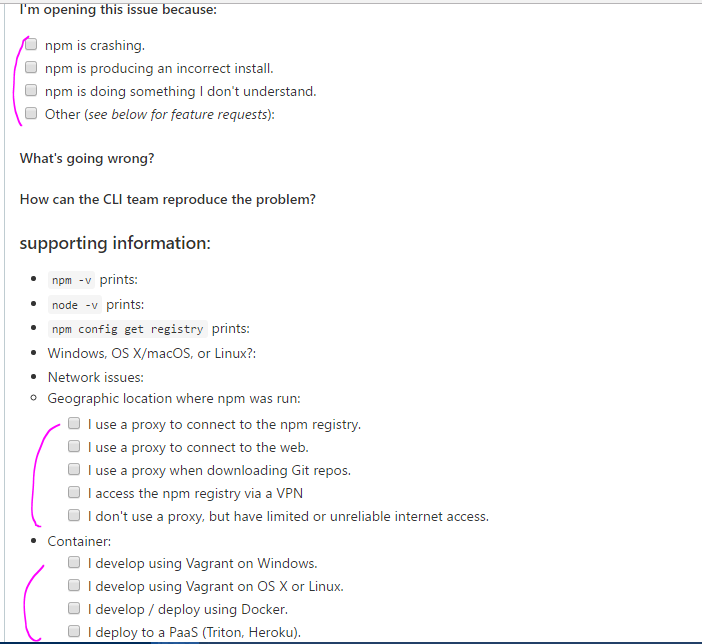 I'm opening this issue because:
npm is crashing.
npm is producing an incorrect install.
npm is doing something I don't understand.
Other (see below for feature requests):
What's going wrong?
How can the CLI team reproduce the problem?
supporting information:
npm -v prints:
node -v prints:
npm config get registry prints:
Windows, OS X/macOS, or Linux?:
Network issues:
Geographic location where npm was run:
I use a proxy to connect to the npm registry.
I use a proxy to connect to the web.
I use a proxy when downloading Git repos.
I access the npm registry via a VPN
I don't use a proxy, but have limited or unreliable internet access.
Container:
I develop using Vagrant on Windows.
I develop using Vagrant on OS X or Linux.
I develop / deploy using Docker.
I deploy to a PaaS (Triton, Heroku).